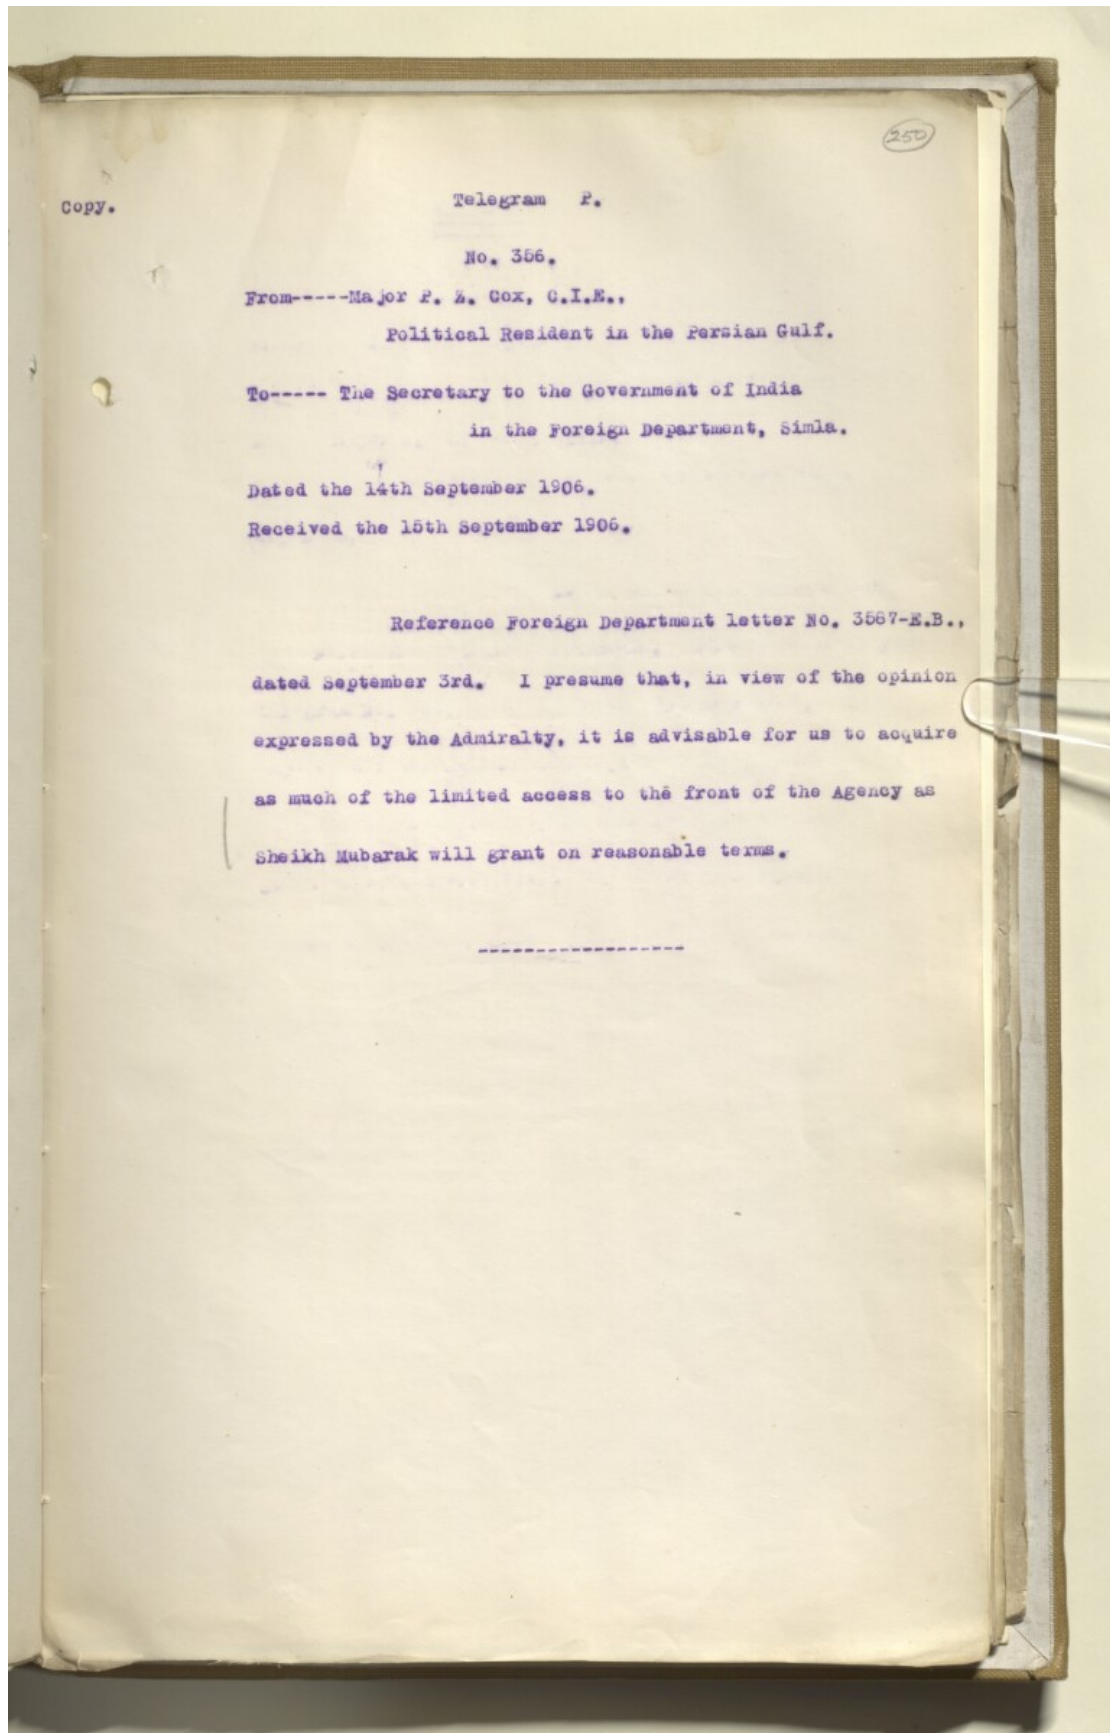 250
Copy.
Telegram P.
No. 356.
From-----Major P. Z. Cox, C.I.E.,
Political Resident in the Persian Gulf.
To----- The Secretary to the Government of India
in the Foreign Department, Simla.
Dated the 14th September 1906.
Received the 15th September 1906.
Reference Foreign Department letter No. 3567-E.B.,
dated September 3rd. I presume that, in view of the opinion
expressed by the Admiralty, it is advisable for us to acquire
as much of the limited access to the front of the Agency as
Sheikh Mubarak will grant on reasonable terms.
------------------